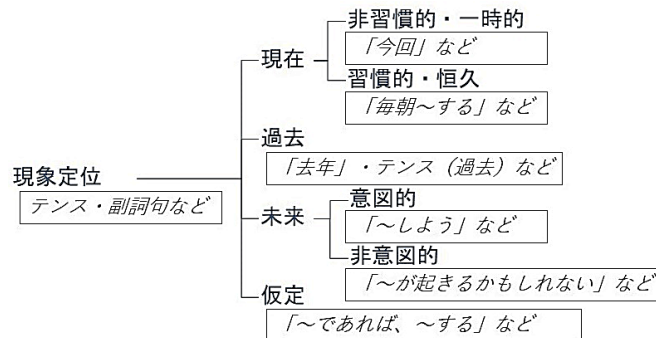 非習慣的・一時的
「今回」など
現在
習慣的・恒久
「毎朝～する」など
過去
「去年」・テンス（過去）など
現象定位
テンス・副詞句など
意図的
「～しよう」など
未来
非意図的
「～が起きるかもしれない」など
仮定
「～であれば、～する」など